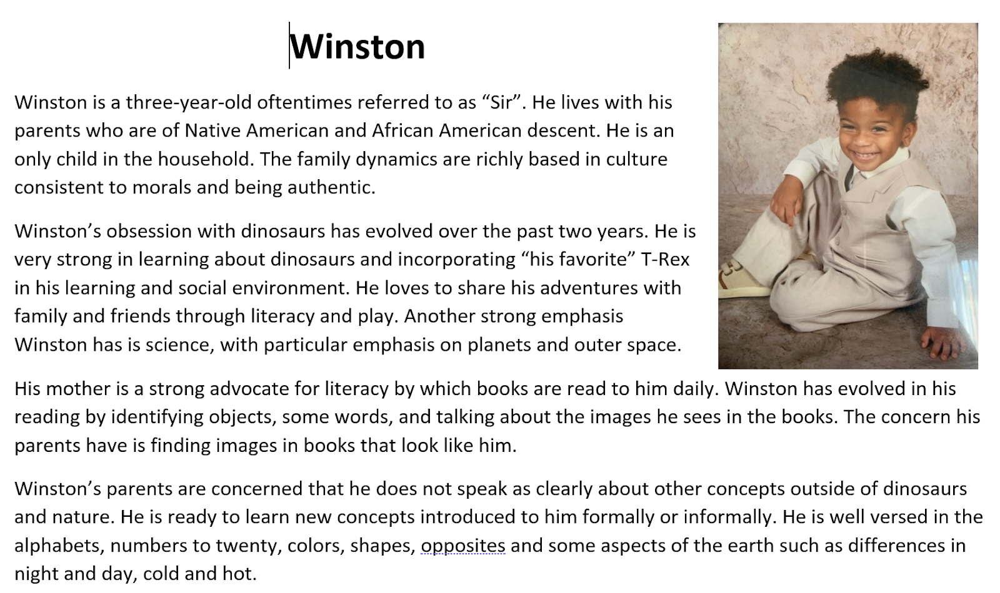 Winston
Winston is a three-year-old oftentimes referred to as “Sir”. He lives with his
parents who are of Native American and African American descent. He is an
only child in the household. The family dynamics are richly based in culture
consistent to morals and being authentic.
Winston’s obsession with dinosaurs has evolved over the past two years. He is
very strong in learning about dinosaurs and incorporating “his favorite” T-Rex
in his learning and social environment. He loves to share his adventures with
family and friends through literacy and play. Another strong emphasis
Winston has is science, with particular emphasis on planets and outer space.
His mother is a strong advocate for literacy by which books are read to him daily. Winston has evolved in his
reading by identifying objects, some words, and talking about the images he sees in the books. The concern his
parents have is finding images in books that look like him.
Winston’s parents are concerned that he does not speak as clearly about other concepts outside of dinosaurs
and nature. He is ready to learn new concepts introduced to him formally or informally. He is well versed in the
alphabets, numbers to twenty, colors, shapes, opposites and some aspects of the earth such as differences in
night and day, cold and hot.